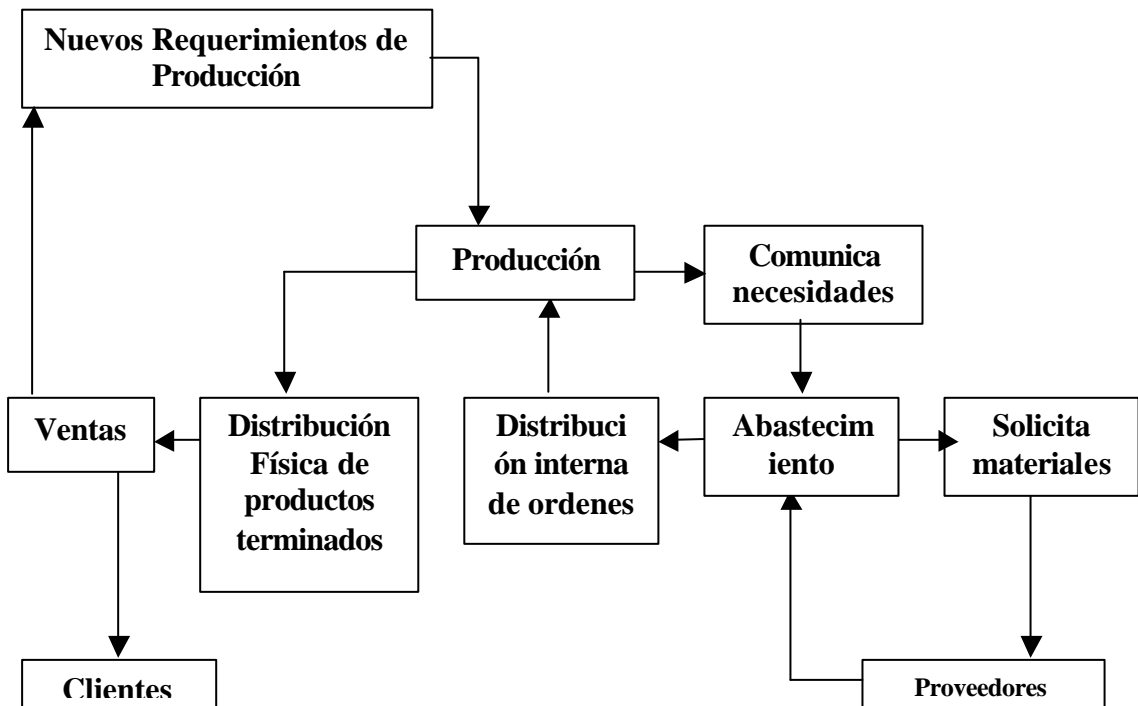 Nuevos Requerimientos de
Producción
Producción
Comunica
necesidades
Ventas
Distribución
Física de
productos
terminados
Distribuci
ón interna
de ordenes
Abastecim
iento
Solicita
materiales
Clientes
Proveedores